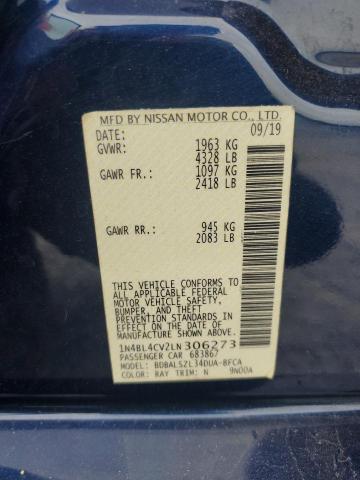 MFD BY NISSAN MOTOR CO., LTD.
DATE: 09/19
GVWR: 1963 KG
4328 LB
GAWR FR.: 1097 KG
2418 LB
GAWR RR.: 945 KG
2083 LB
THIS VEHICLE CONFORMS TO
ALL APPLICABLE FEDERAL
MOTOR VEHICLE SAFETY,
BUMPER, AND THEFT
PREVENTION STANDARDS IN
EFFECT ON THE DATE OF
MANUFACTURE SHOWN ABOVE.
1N4BL4CV2LN306273
PASSENGER CAR 683867
MODEL: BDBALSZL34DUA-BFCA
COLOR: RAY TRIM: N 9N00A